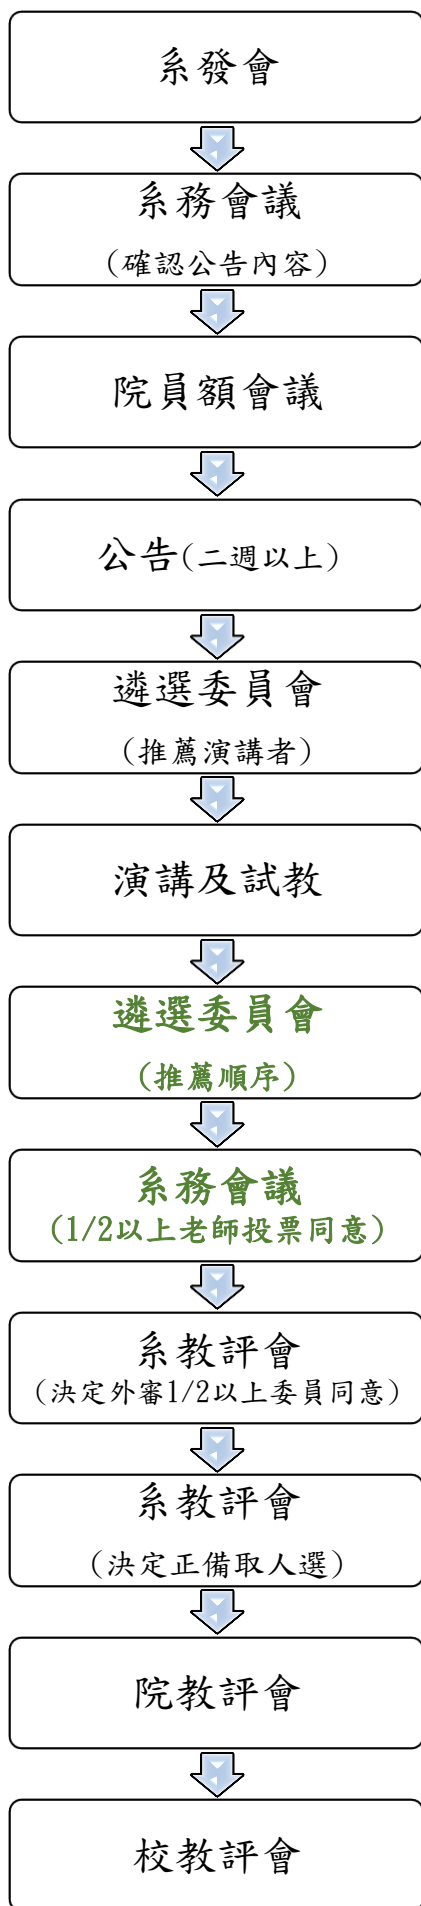 系發會
系務會議
(確認公告內容)
院員額會議
公告(二週以上)
遴選委員會
(推薦演講者)
演講及試教
遴選委員會
(推薦順序)
系務會議
(1/2以上老師投票同意)
系教評會
(決定外審1/2以上委員同意)
系教評會
(決定正備取人選)
院教評會
校教評會